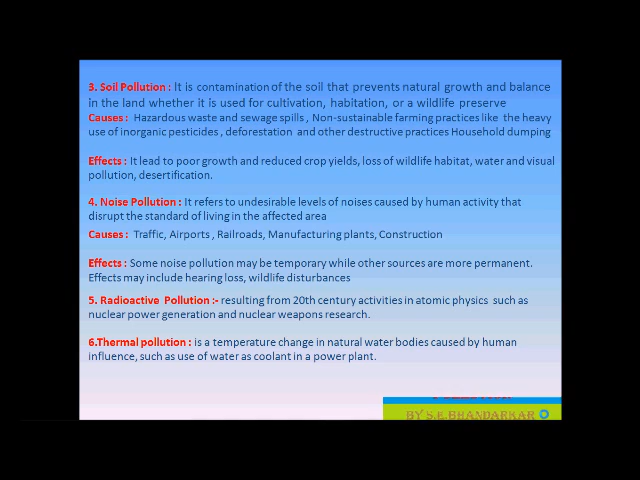 3. Soil Pollution : It is contamination of the soil that prevents natural growth and balance
in the land whether it is used for cultivation, habitation, or a wildlife preserve
Causes : Hazardous waste and sewage spills , Non-sustainable farming practices like the heavy
use of inorganic pesticides , deforestation and other destructive practices Household dumping
Effects : It lead to poor growth and reduced crop yields, loss of wildlife habitat, water and visual
pollution, desertification.
4. Noise Pollution : It refers to undesirable levels of noises caused by human activity that
disrupt the standard of living in the affected area
Causes : Traffic, Airports , Railroads, Manufacturing plants, Construction
Effects : Some noise pollution may be temporary while other sources are more permanent.
Effects may include hearing loss, wildlife disturbances
5. Radioactive Pollution :- resulting from 20th century activities in atomic physics such as
nuclear power generation and nuclear weapons research.
6.Thermal pollution : is a temperature change in natural water bodies caused by human
influence, such as use of water as coolant in a power plant.
BY S.E.BHANDARKAR